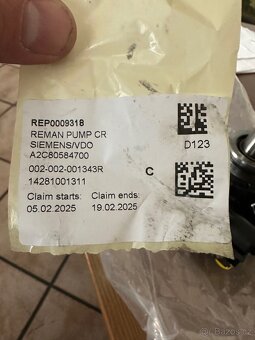 REP0009318
REMAN PUMP CR
SIEMENS/VDO
A2C80584700
D123
002-002-001343R
C
14281001311
Claim starts: Claim ends:
05.02.2025 19.02.2025